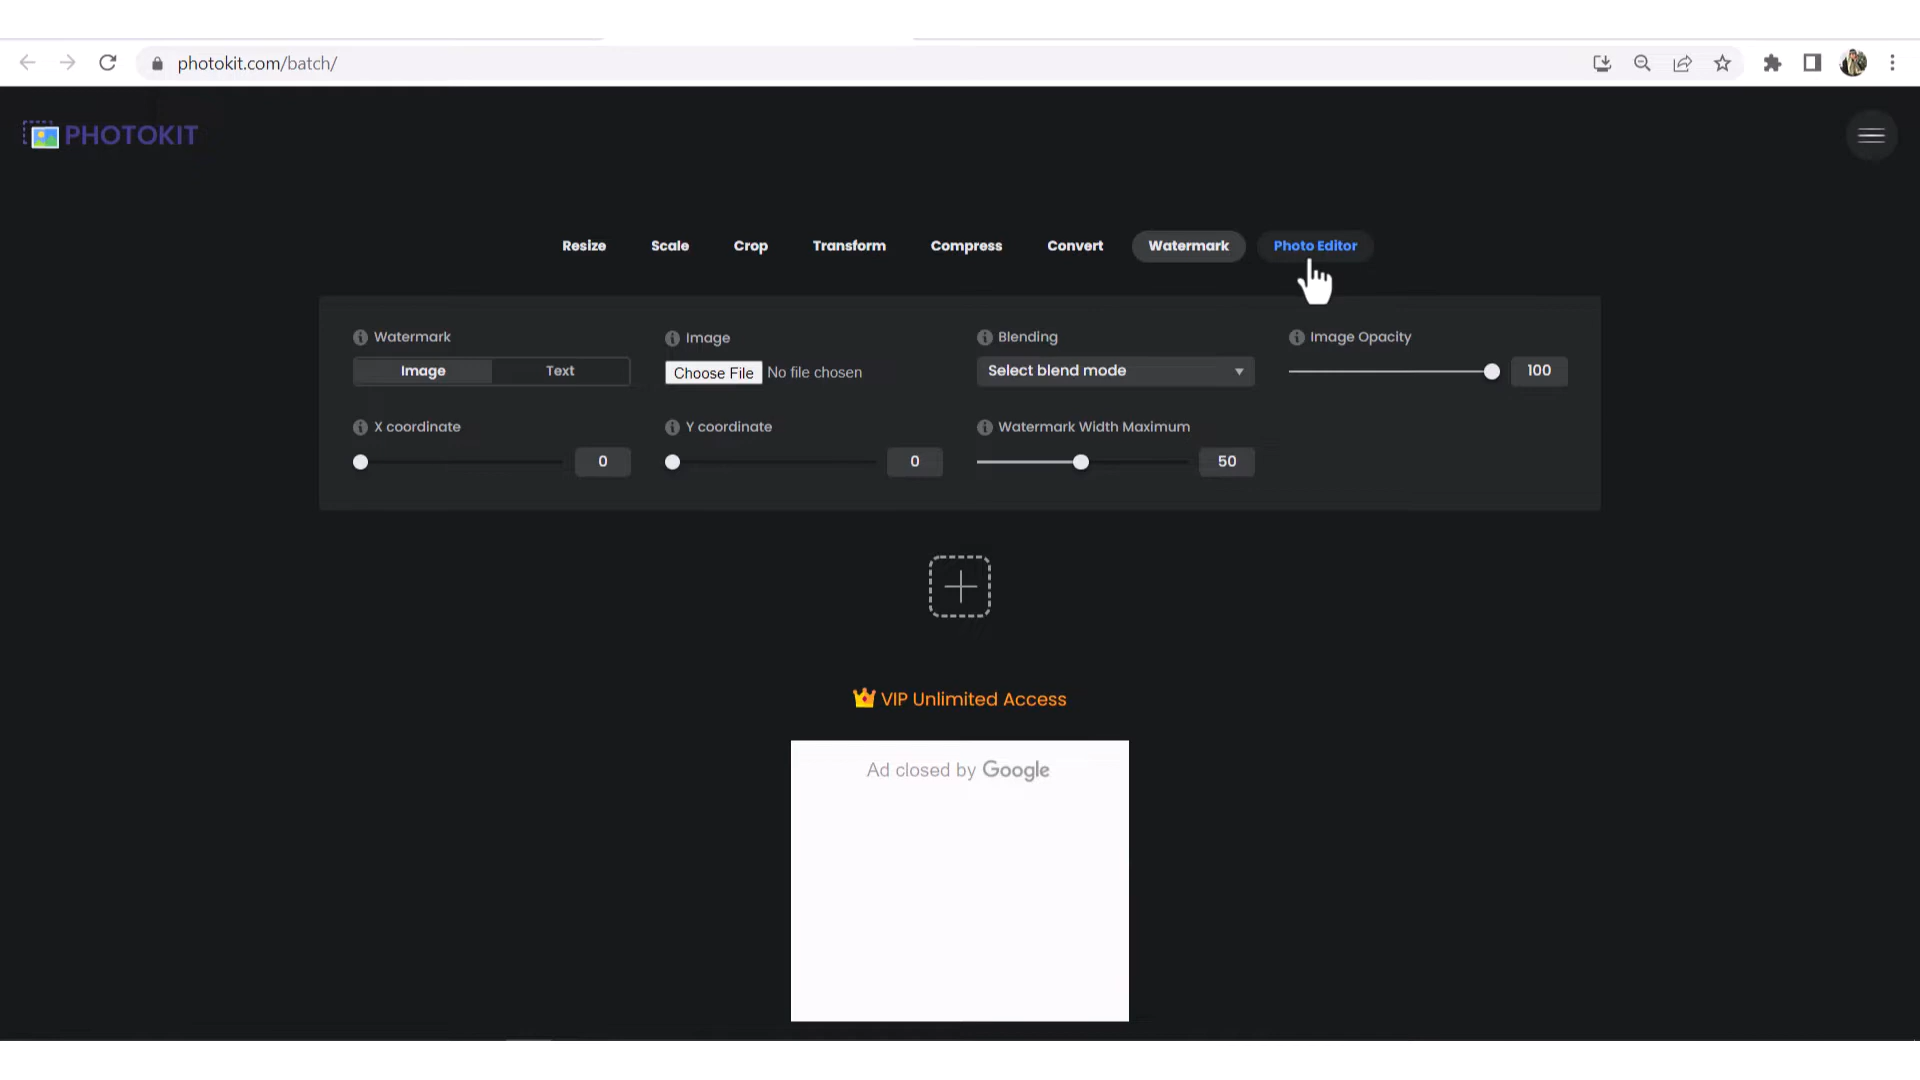 photokit.com/batch/
PHOTOKIT
Resize Scale Crop Transform Compress Convert Watermark Photo Editor
Watermark Image Blending Image Opacity
Image Text Choose File No file chosen Select blend mode 100
X coordinate Y coordinate Watermark Width Maximum
0 0 50
VIP Unlimited Access
Ad closed by Google